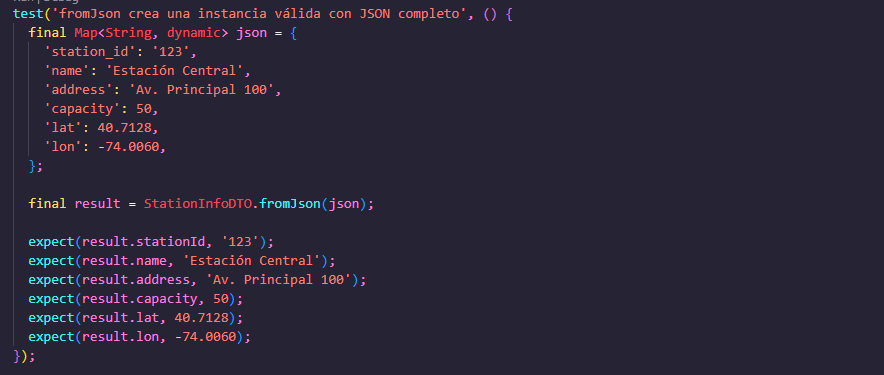 test('fromJson crea una instancia válida con JSON completo', () {
  final Map<String, dynamic> json = {
    'station_id': '123',
    'name': 'Estación Central',
    'address': 'Av. Principal 100',
    'capacity': 50,
    'lat': 40.7128,
    'lon': -74.0060,
  };

  final result = StationInfoDTO.fromJson(json);

  expect(result.stationId, '123');
  expect(result.name, 'Estación Central');
  expect(result.address, 'Av. Principal 100');
  expect(result.capacity, 50);
  expect(result.lat, 40.7128);
  expect(result.lon, -74.0060);
});